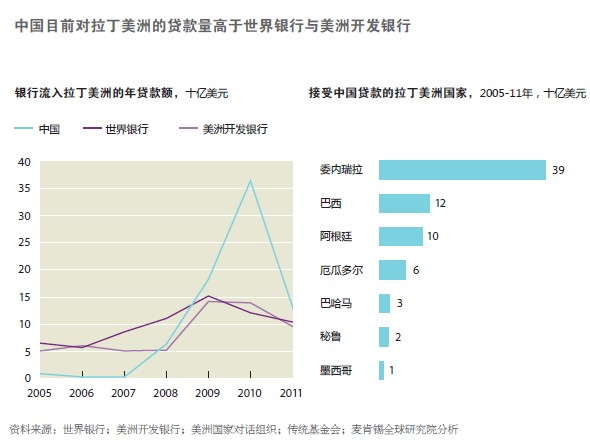 中国目前对拉丁美洲的贷款量高于世界银行与美洲开发银行
银行流入拉丁美洲的年贷款额，十亿美元
中国 世界银行 美洲开发银行
40
35
30
25
20
15
10
5
0
2005 2006 2007 2008 2009 2010 2011
接受中国贷款的拉丁美洲国家，2005-11年，十亿美元
委内瑞拉 39
巴西 12
阿根廷 10
厄瓜多尔 6
巴哈马 3
秘鲁 2
墨西哥 1
资料来源：世界银行；美洲开发银行；美洲国家对话组织；传统基金会；麦肯锡全球研究院分析